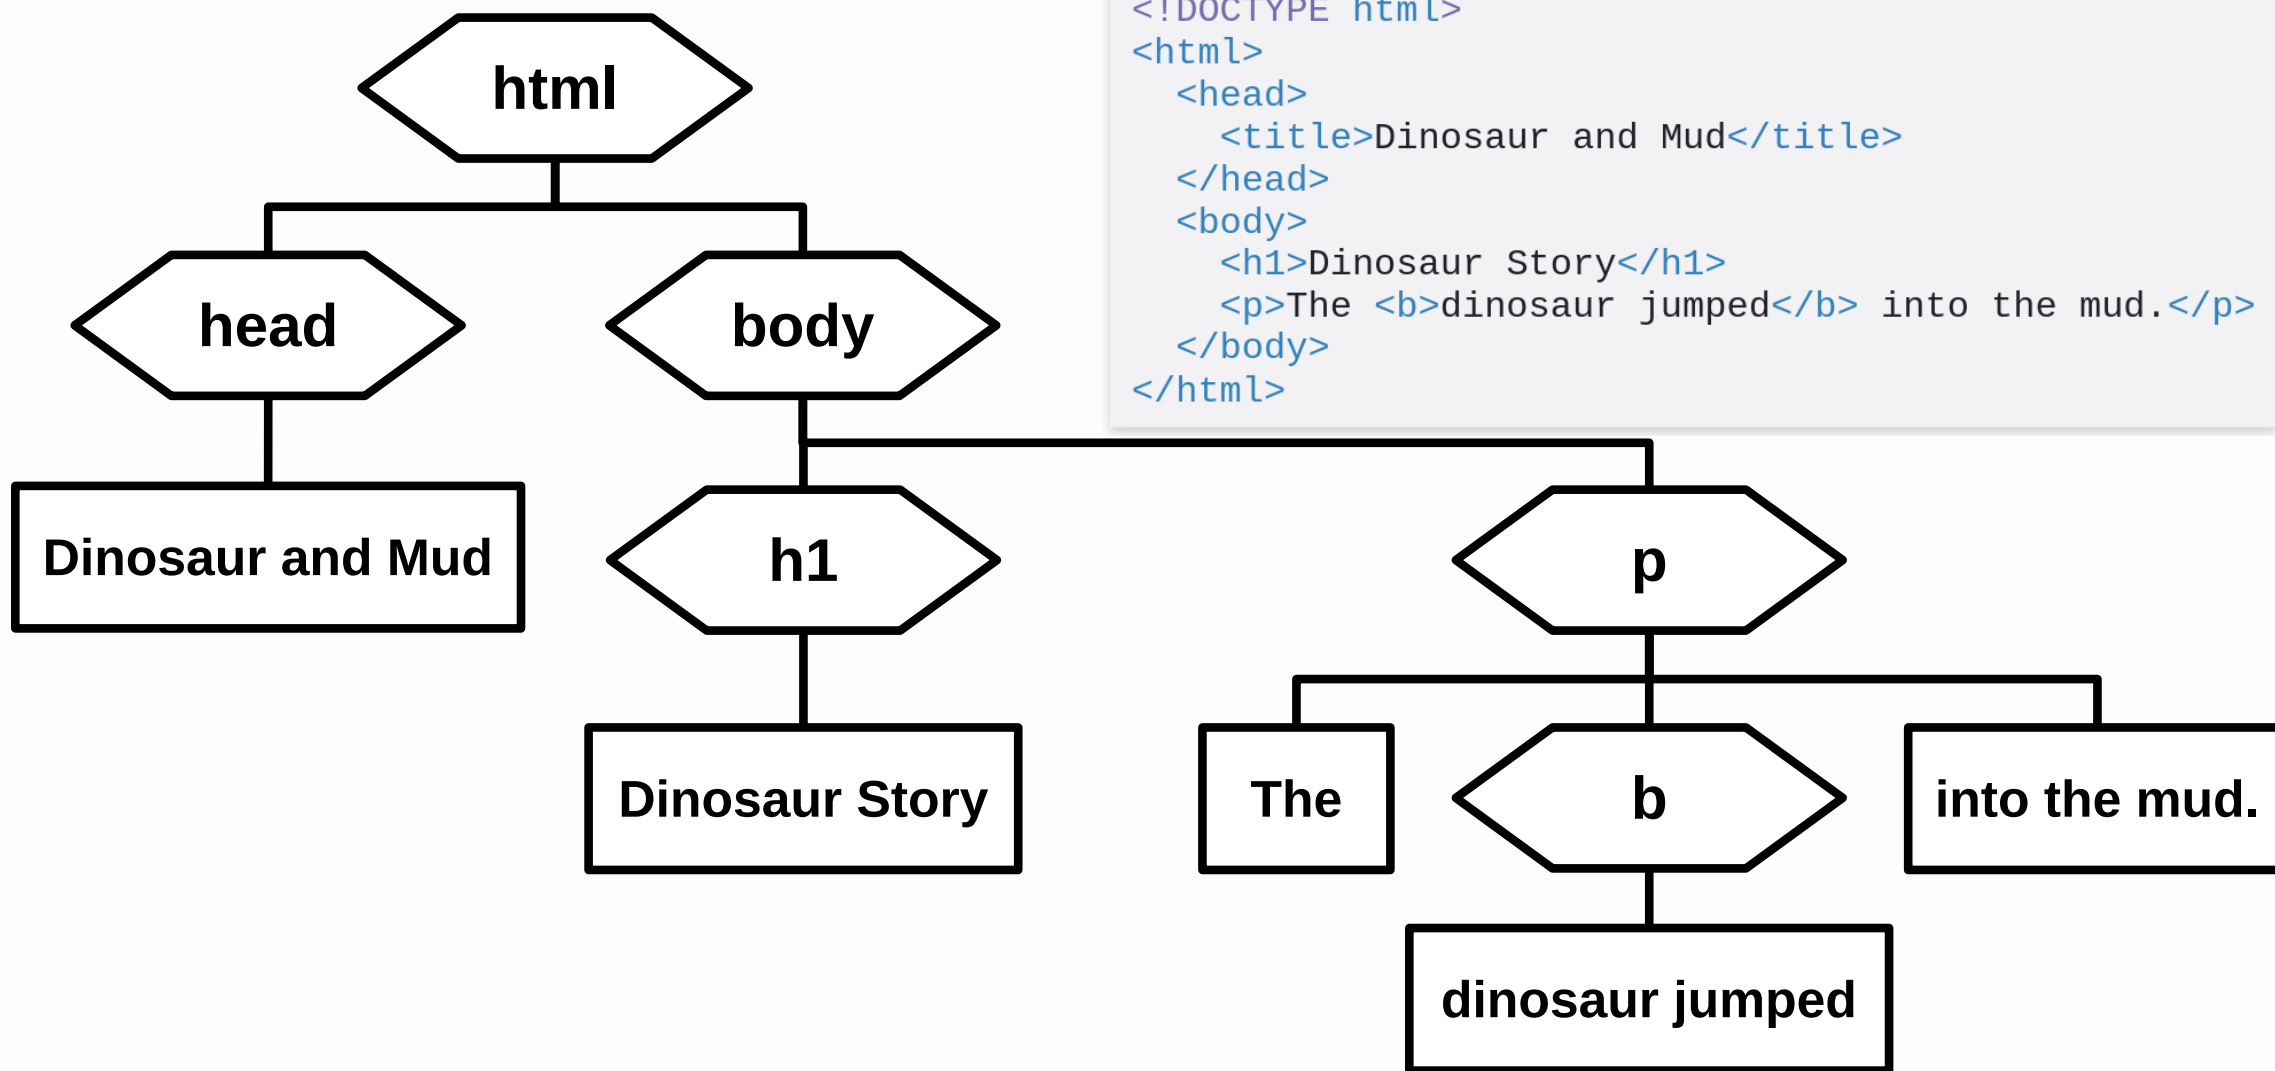 <!DOCTYPE html>
<html>
  <head>
    <title>Dinosaur and Mud</title>
  </head>
  <body>
    <h1>Dinosaur Story</h1>
    <p>The <b>dinosaur jumped</b> into the mud.</p>
  </body>
</html>
html
head
body
Dinosaur and Mud
h1
p
Dinosaur Story
The
b
into the mud.
dinosaur jumped